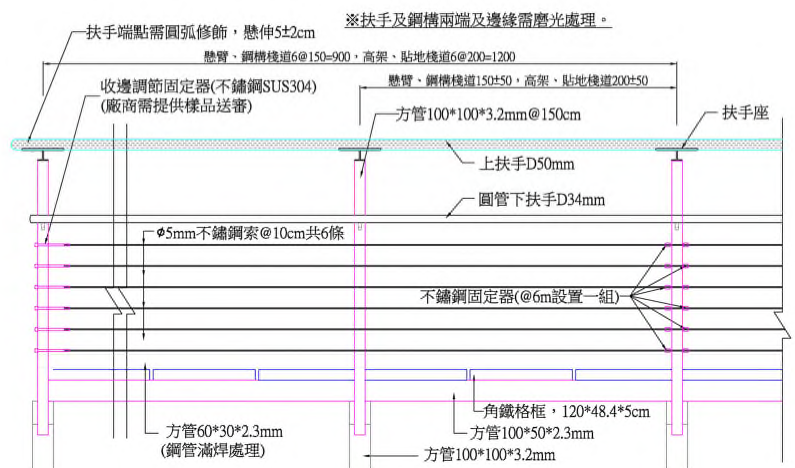 ※扶手及鋼構兩端及邊緣需磨光處理。
扶手端點需圓弧修飾，懸伸5±2cm
懸臂、鋼構棧道6@150=900，高架、貼地棧道6@200=1200
懸臂、鋼構棧道150±50，高架、貼地棧道200±50
收邊調節固定器(不鏽鋼SUS304)
(廠商需提供樣品送審)
方管100*100*3.2mm@150cm
扶手座
上扶手D50mm
圓管下扶手D34mm
φ5mm不鏽鋼索@10cm共6條
不鏽鋼固定器(@6m設置一組)
角鐵格框，120*48.4*5cm
方管60*30*2.3mm
(鋼管滿焊處理)
方管100*50*2.3mm
方管100*100*3.2mm